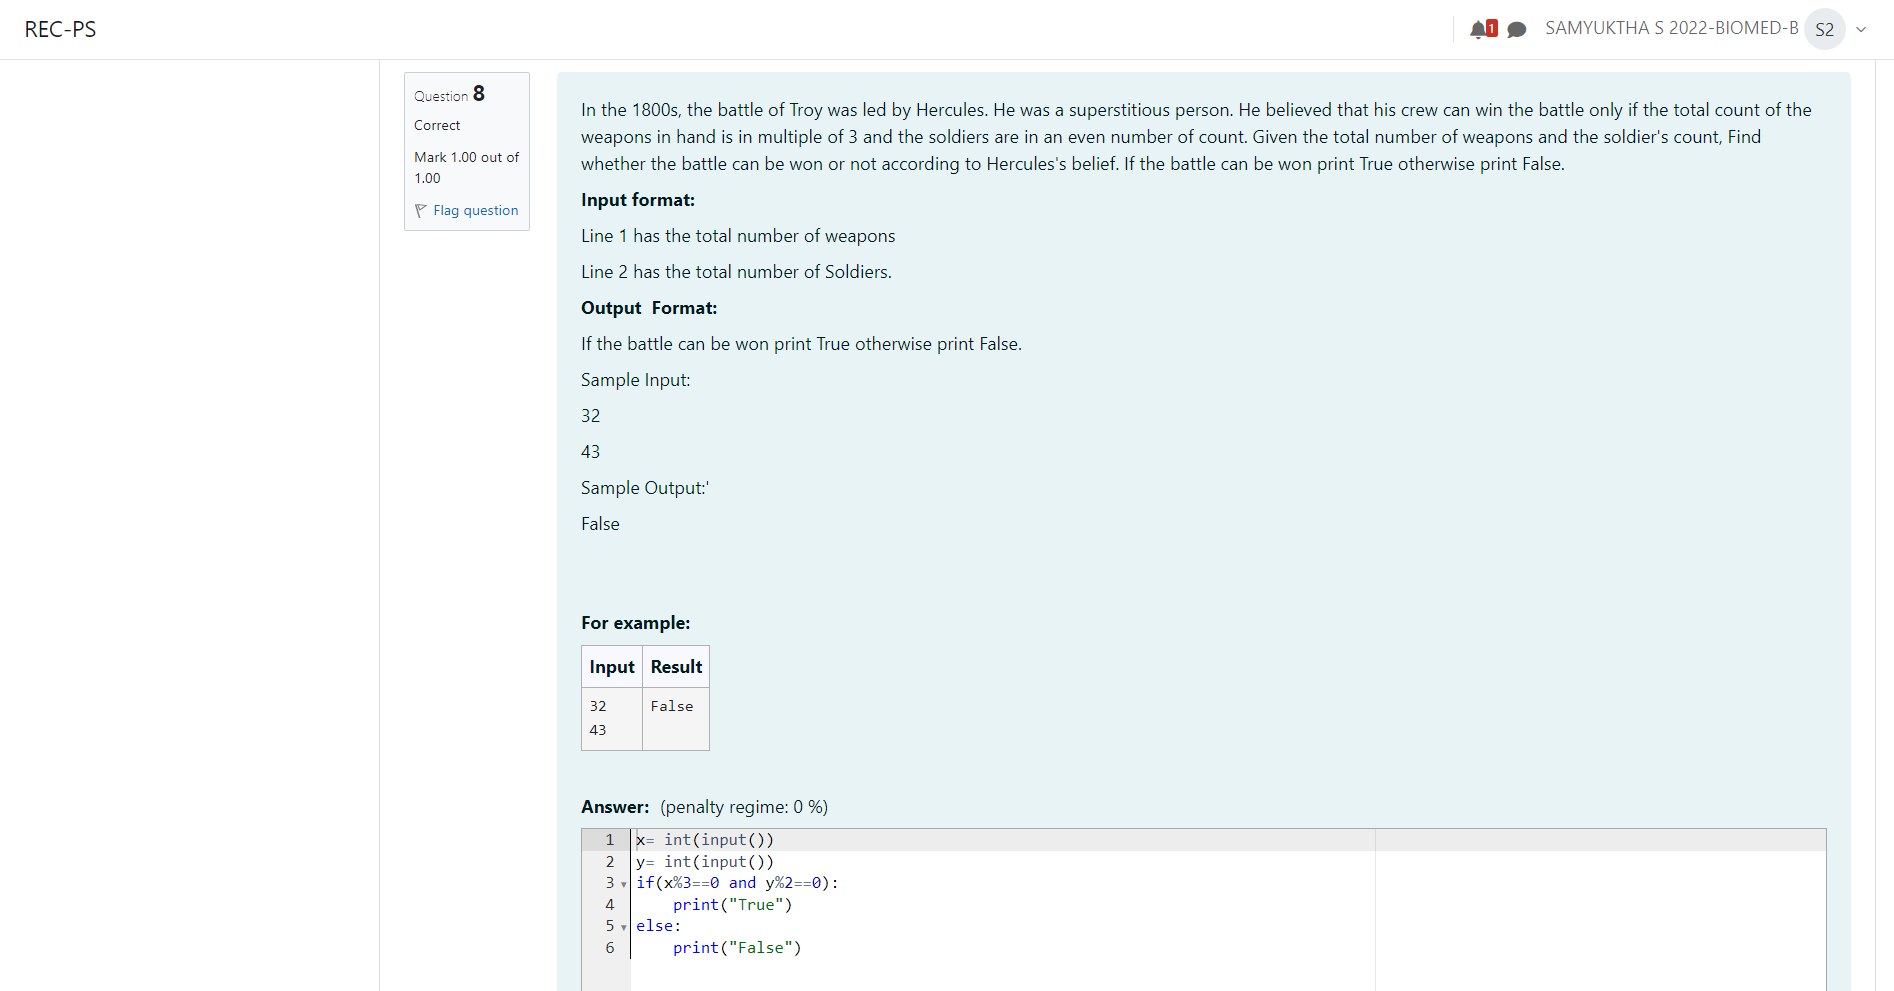 REC-PS
1
SAMYUKTHA S 2022-BIOMED-B
S2
Question 8
Correct
Mark 1.00 out of
1.00
Flag question
In the 1800s, the battle of Troy was led by Hercules. He was a superstitious person. He believed that his crew can win the battle only if the total count of the
weapons in hand is in multiple of 3 and the soldiers are in an even number of count. Given the total number of weapons and the soldier's count, Find
whether the battle can be won or not according to Hercules's belief. If the battle can be won print True otherwise print False.
Input format:
Line 1 has the total number of weapons
Line 2 has the total number of Soldiers.
Output  Format:
If the battle can be won print True otherwise print False.
Sample Input:
32
43
Sample Output:'
False
For example:
Input Result
32 False
43
Answer:  (penalty regime: 0 %)
1 x= int(input())
2 y= int(input())
3 if(x%3==0 and y%2==0):
4     print("True")
5 else:
6     print("False")